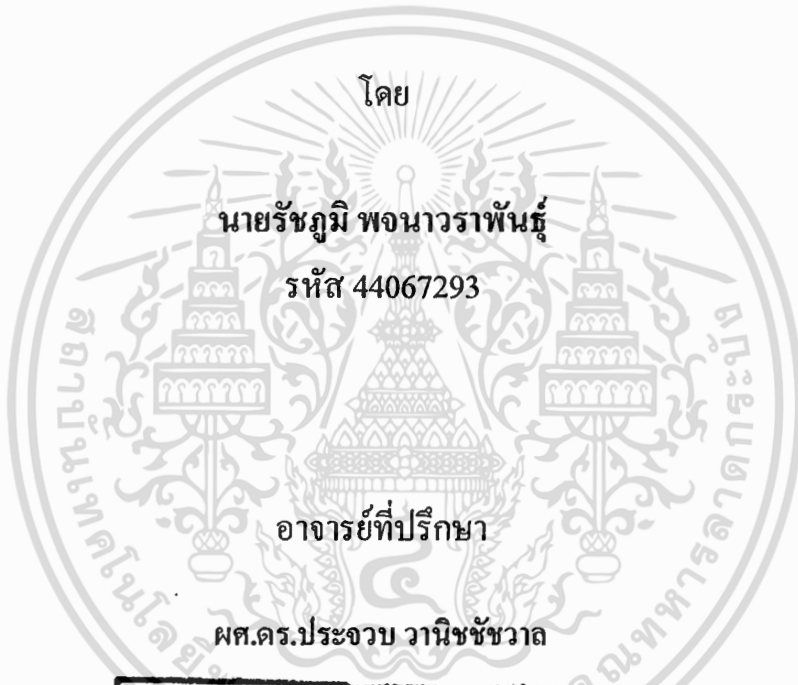 โดย
นายรัชภูมิ พจนาวราพันธุ์
รหัส 44067293
อาจารย์ที่ปรึกษา
ผศ.ดร.ประจวบ วานิชชัชวาล